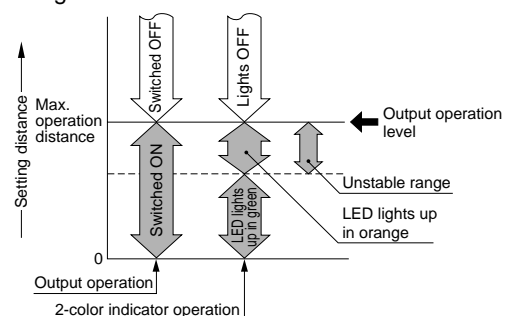 Setting distance
Max.
operation
distance
0
Switched OFF
Switched ON
Lights OFF
LED lights
up in green
Output operation
level
Unstable range
LED lights up
in orange
Output operation
2-color indicator operation